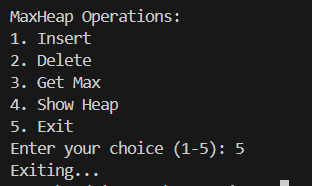 MaxHeap Operations:
1. Insert
2. Delete
3. Get Max
4. Show Heap
5. Exit
Enter your choice (1-5): 5
Exiting...